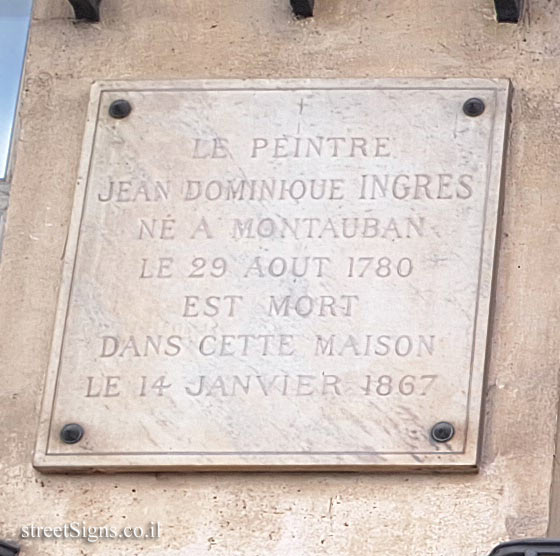 LE PEINTRE
JEAN DOMINIQUE INGRES
NÉ A MONTAUBAN
LE 29 AOUT 1780
EST MORT
DANS CETTE MAISON
LE 14 JANVIER 1867
streetSigns.co.il